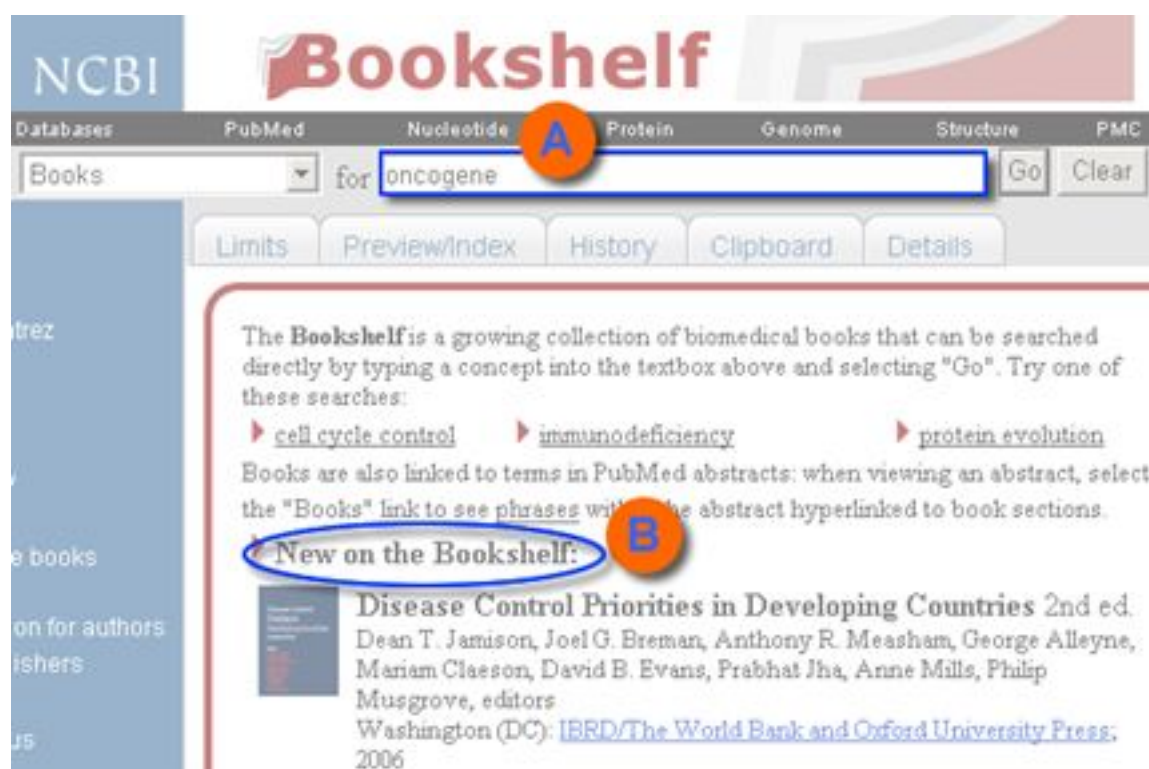 NCBI
Bookshelf
Databases PubMed Nucleotide Protein Genome Structure PMC
Books for oncogene Go Clear
A
Limits Preview/Index History Clipboard Details
The Bookshelf is a growing collection of biomedical books that can be searched
directly by typing a concept into the textbox above and selecting "Go". Try one of
these searches:
cell cycle control immunodeficiency protein evolution
Books are also linked to terms in PubMed abstracts: when viewing an abstract, select
the "Books" link to see phrases abstract hyperlinked to book sections.
New on the Bookshelf:
B
books
Disease Control Priorities in Developing Countries 2nd ed.
on for authors
Dean T. Jamison, Joel G. Breman, Anthony R. Measham, George Alleyne,
ishers
Mariam Claeson, David B. Evans, Prabhat Jha, Anne Mills, Philip
Musgrove, editors
Washington (DC): IBRD/The World Bank and Oxford University Press;
us
2006
trez